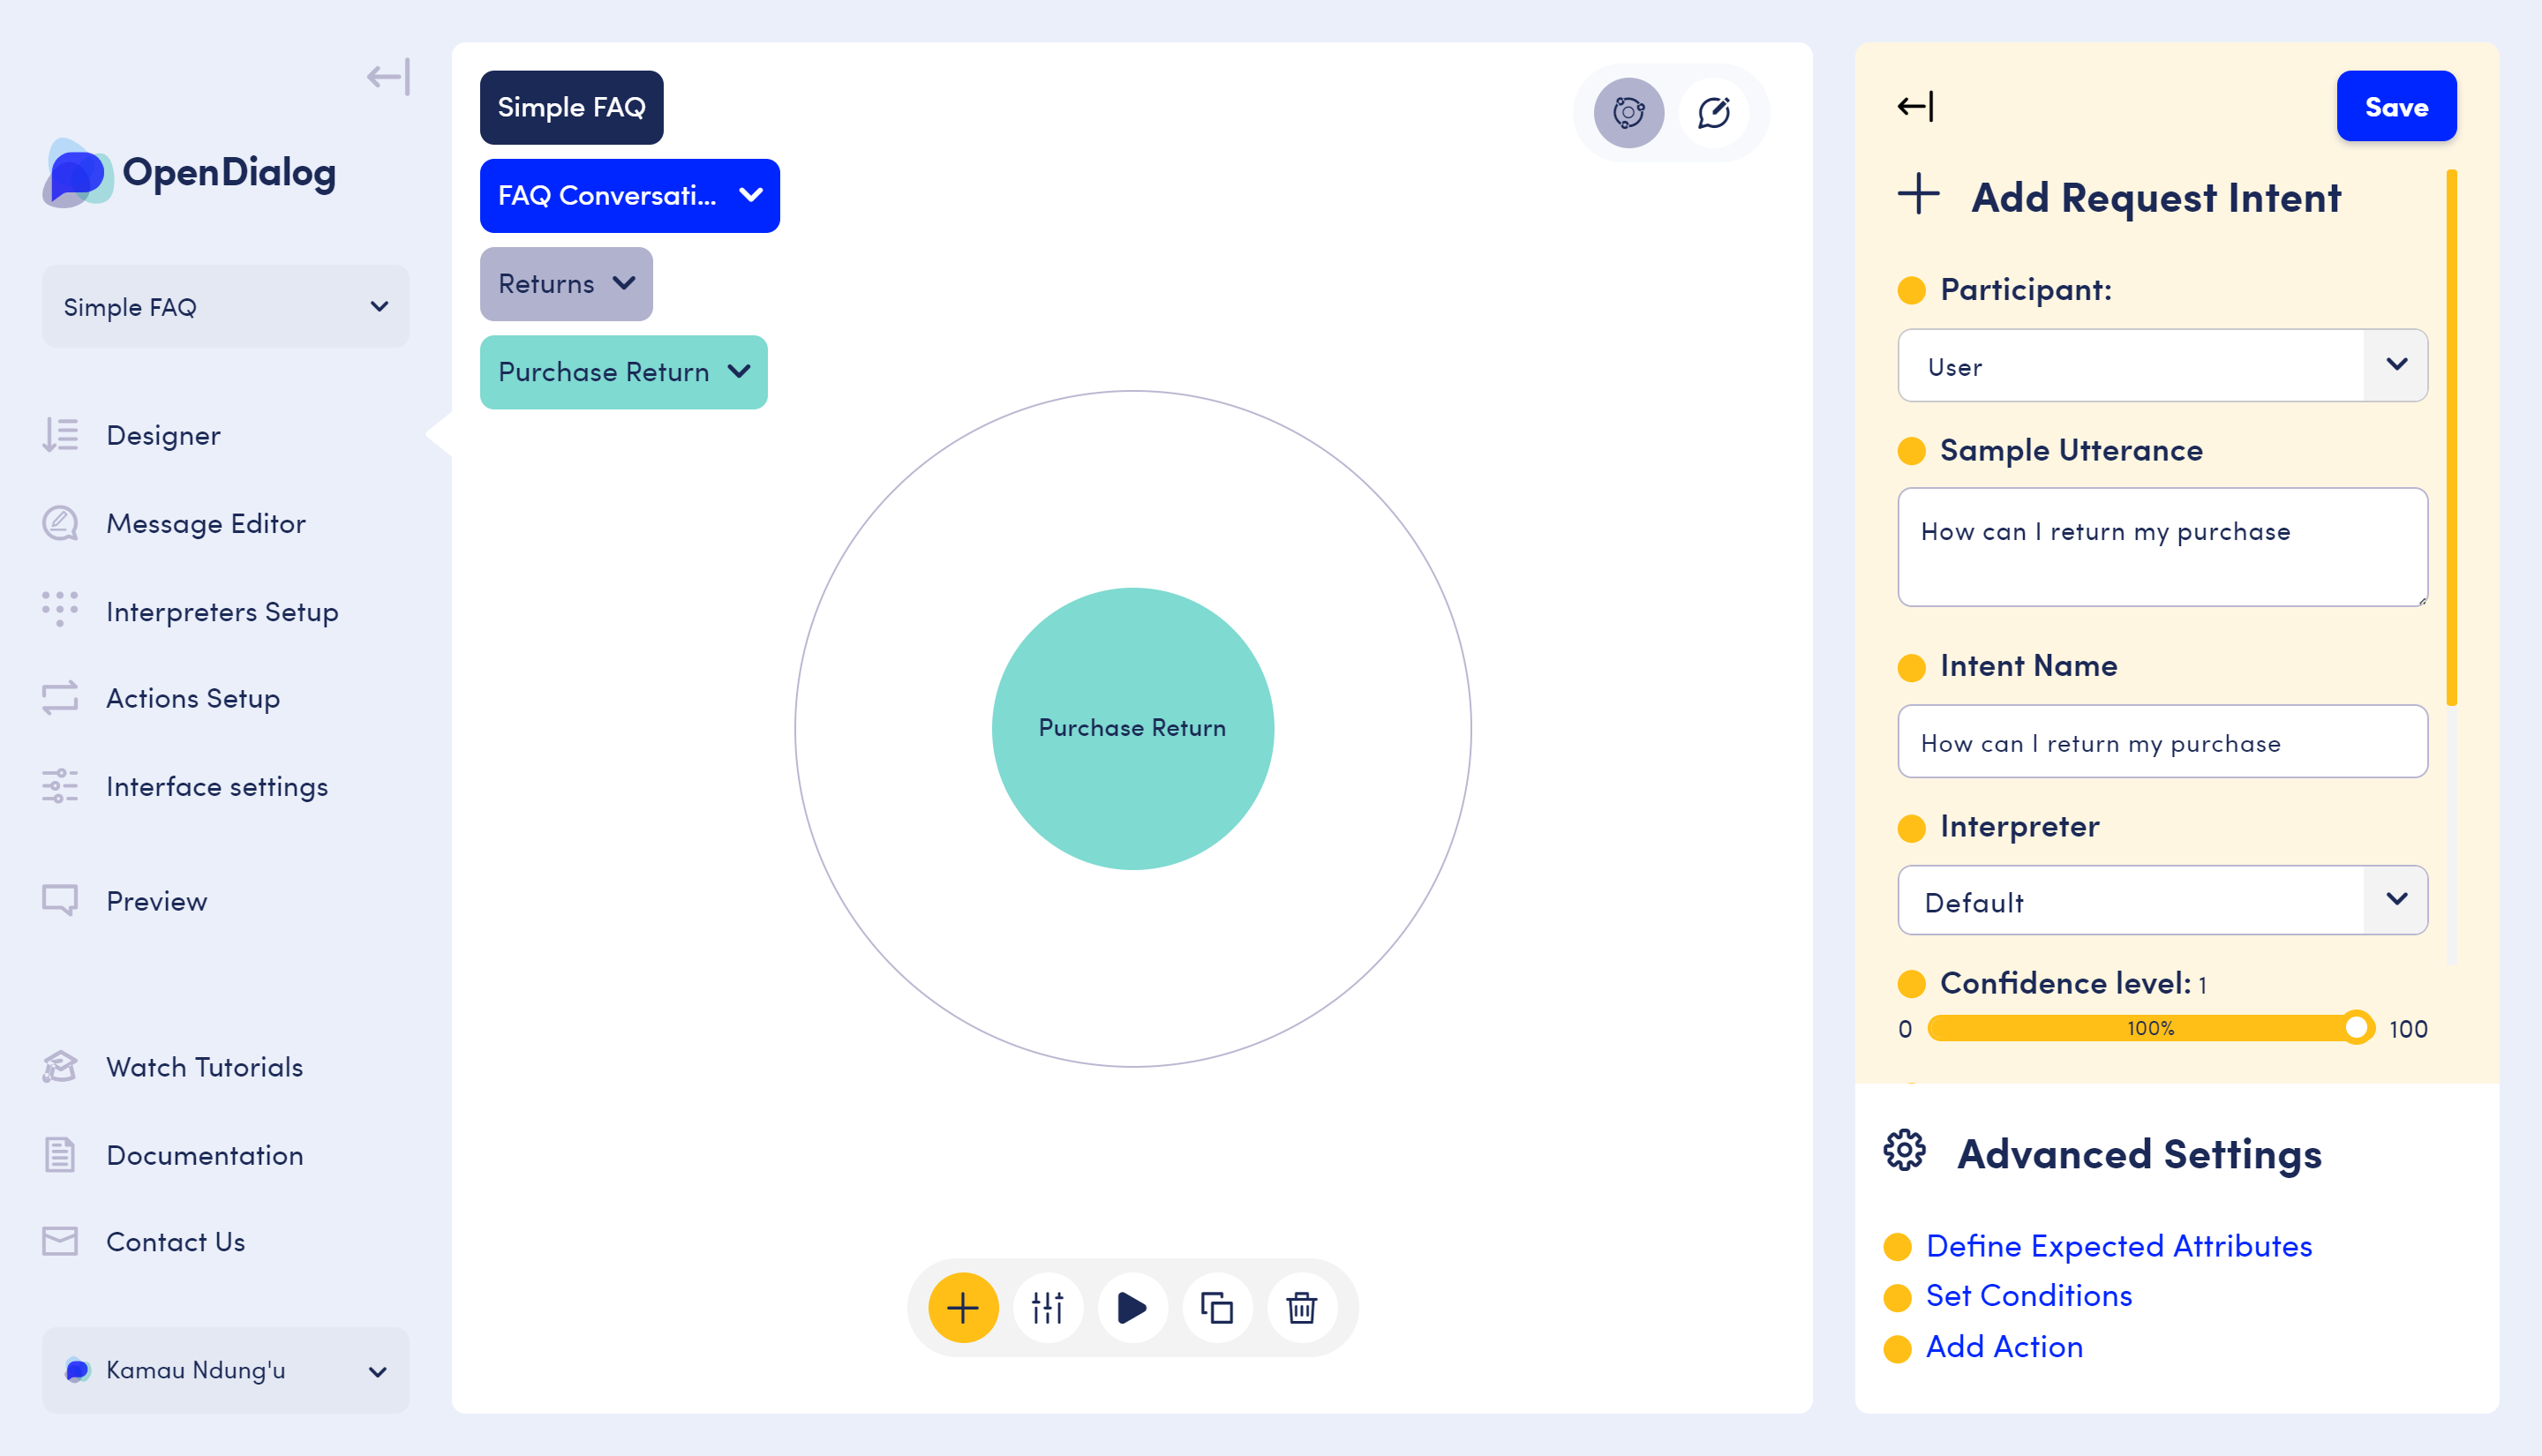 OpenDialog
Simple FAQ
Designer
Message Editor
Interpreters Setup
Actions Setup
Interface settings
Preview
Watch Tutorials
Documentation
Contact Us
Kamau Ndung'u
Simple FAQ
FAQ Conversati...
Returns
Purchase Return
Purchase Return
Save
Add Request Intent
Participant:
User
Sample Utterance
How can I return my purchase
Intent Name
How can I return my purchase
Interpreter
Default
Confidence level: 1
0 100% 100
Advanced Settings
Define Expected Attributes
Set Conditions
Add Action